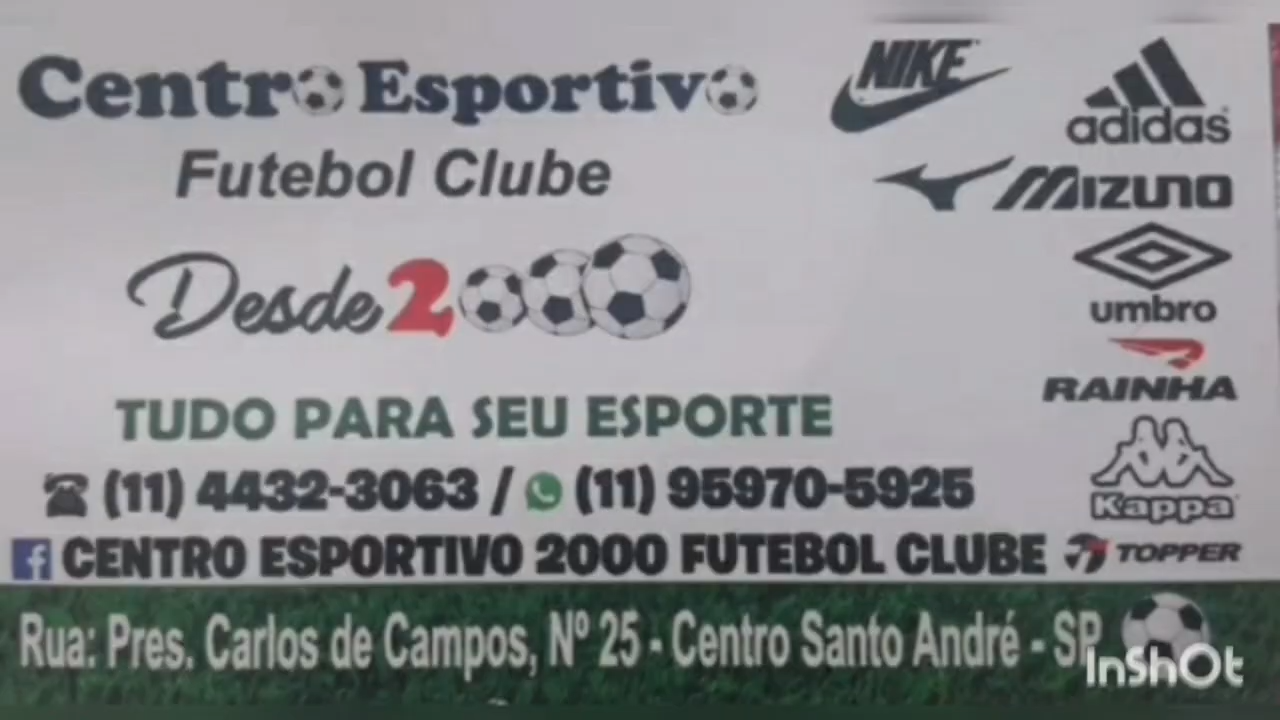 Centro Esportivo
Futebol Clube
Desde 2000
TUDO PARA SEU ESPORTE
(11) 4432-3063 / (11) 95970-5925
CENTRO ESPORTIVO 2000 FUTEBOL CLUBE
Rua: Pres. Carlos de Campos, Nº 25 - Centro Santo André - SP
NIKE
adidas
MIZUNO
umbro
RAINHA
Kappa
TOPPER
InShOt